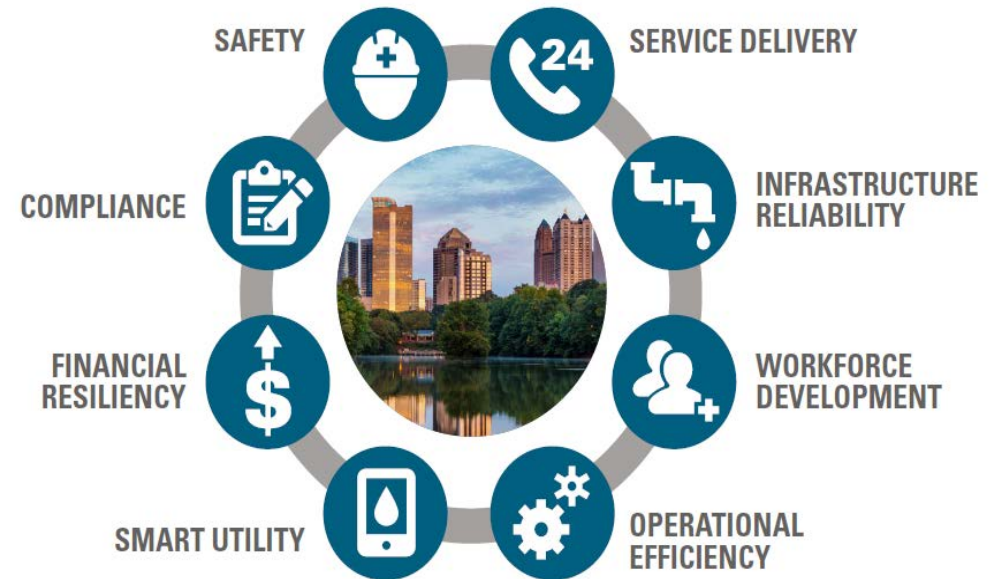 SAFETY
24
SERVICE DELIVERY
COMPLIANCE
INFRASTRUCTURE
RELIABILITY
FINANCIAL
RESILIENCY
$
WORKFORCE
DEVELOPMENT
SMART UTILITY
OPERATIONAL
EFFICIENCY